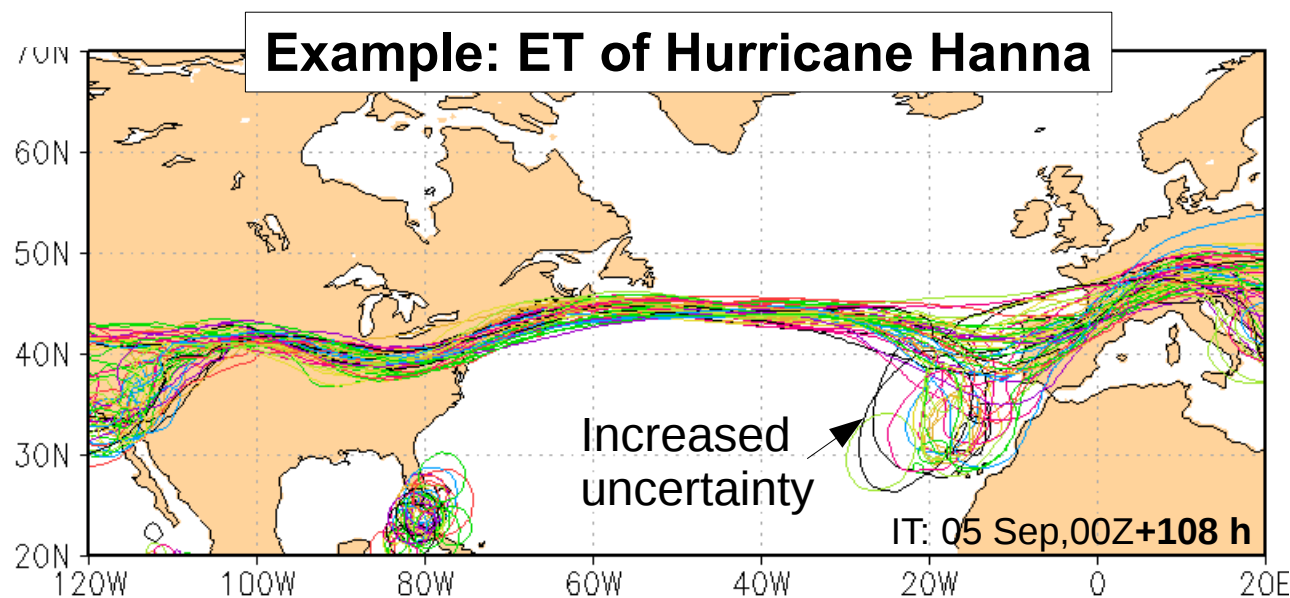 Example: ET of Hurricane Hanna
70N
60N
50N
40N
30N
20N
Increased
uncertainty
IT: 05 Sep,00Z+108 h
120W 100W 80W 60W 40W 20W 0 20E